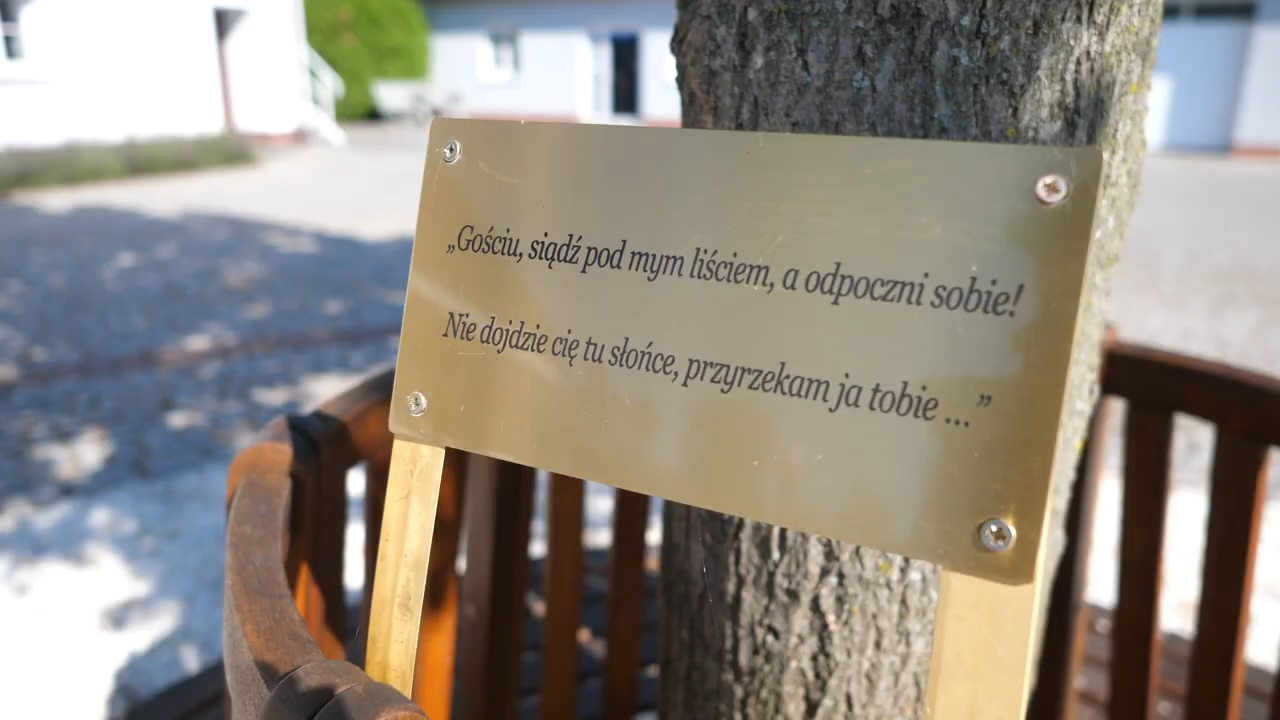 „Gościu, siądź pod mym liściem, a odpoczni sobie!
Nie dojdzie cię tu słońce, przyrzekam ja tobie ...”